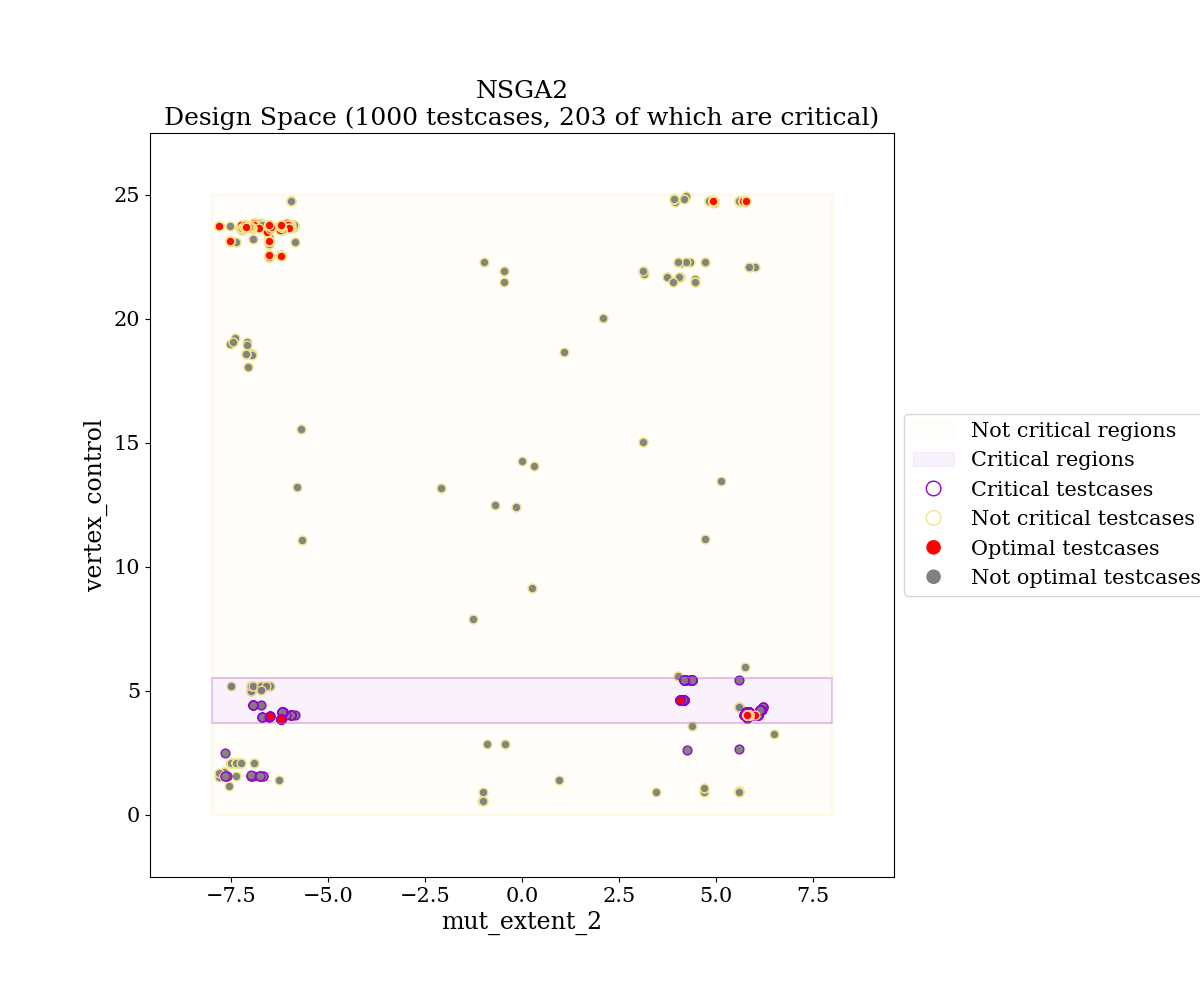 NSGA2
Design Space (1000 testcases, 203 of which are critical)
25
20
15
10
5
0
vertex_control
−7.5
−5.0
−2.5
0.0
2.5
5.0
7.5
mut_extent_2
Not critical regions
Critical regions
Critical testcases
Not critical testcases
Optimal testcases
Not optimal testcases